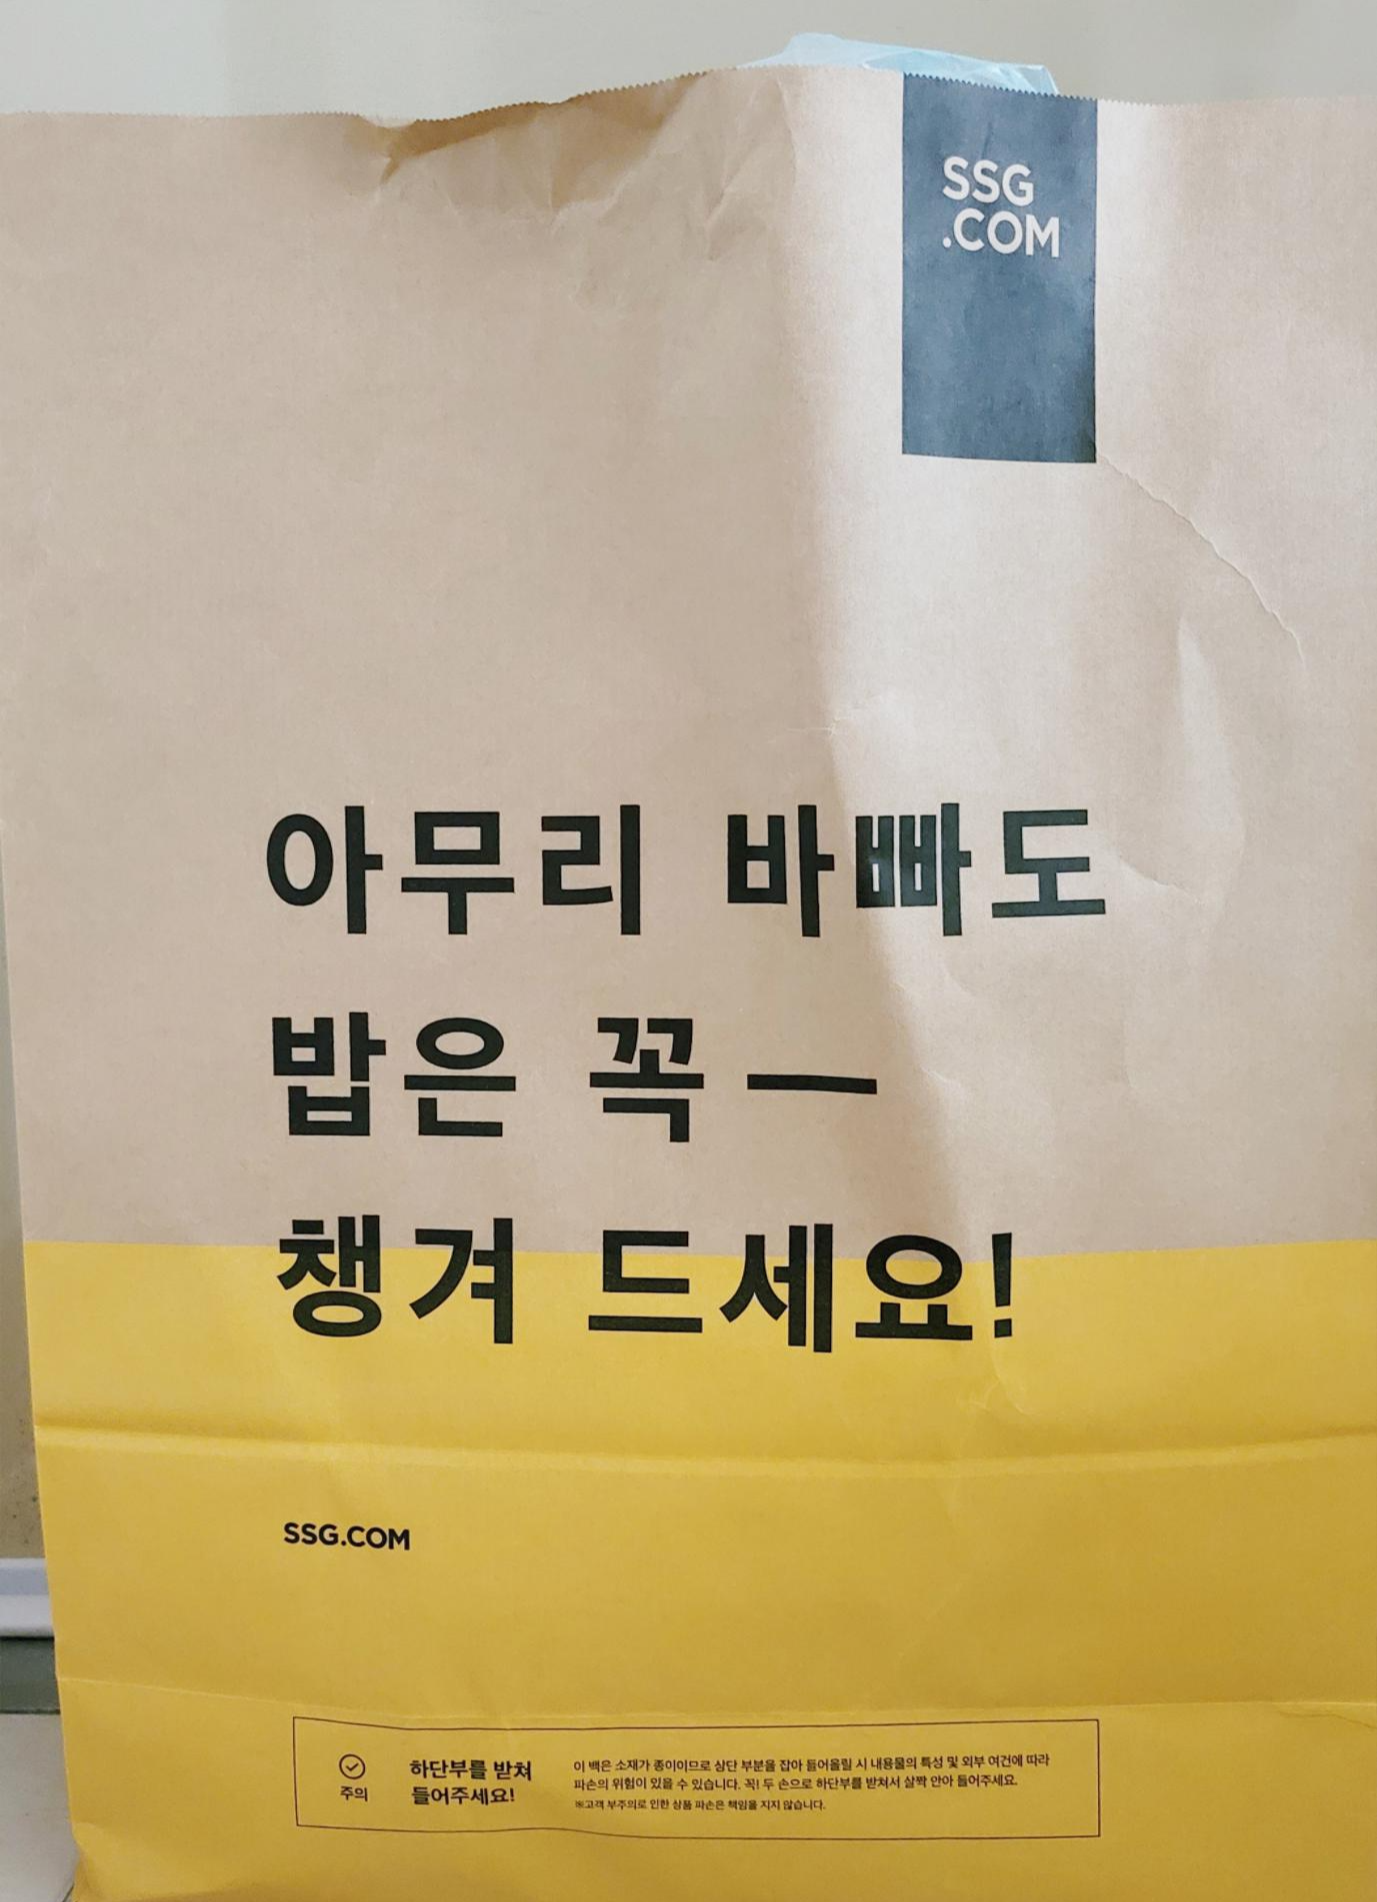 SSG
.COM
아무리 바빠도
밥은 꼭 —
챙겨 드세요!
SSG.COM
주의
하단부를 받쳐
들어주세요!
이 백은 소재가 종이이므로 상단 부분을 잡아 들어올릴 시 내용물의 특성 및 외부 여건에 따라
파손의 위험이 있을 수 있습니다. 꼭! 두 손으로 하단부를 받쳐서 살짝 안아 들어주세요.
※고객 부주의로 인한 상품 파손은 책임을 지지 않습니다.